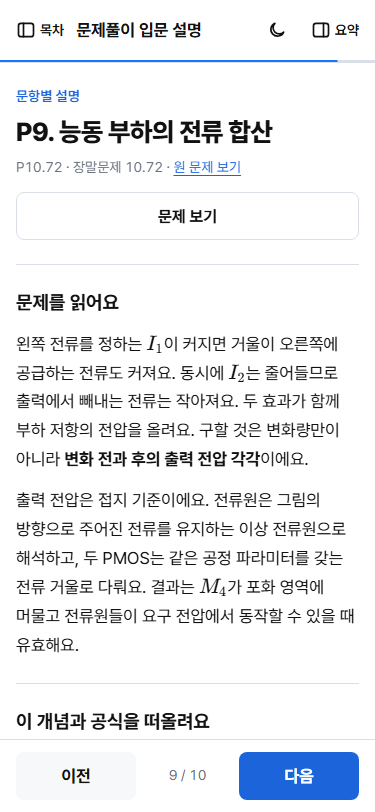 목차 문제풀이 입문 설명 요약
문항별 설명
P9. 능동 부하의 전류 합산
P10.72 · 장말문제 10.72 · 원 문제 보기
문제 보기
문제를 읽어요
왼쪽 전류를 정하는 I₁이 커지면 거울이 오른쪽에
공급하는 전류도 커져요. 동시에 I₂는 줄어들므로
출력에서 빼내는 전류는 작아져요. 두 효과가 함께
부하 저항의 전압을 올려요. 구할 것은 변화량만이
아니라 변화 전과 후의 출력 전압 각각이에요.
출력 전압은 접지 기준이에요. 전류원은 그림의
방향으로 주어진 전류를 유지하는 이상 전류원으로
해석하고, 두 PMOS는 같은 공정 파라미터를 갖는
전류 거울로 다뤄요. 결과는 M₄가 포화 영역에
머물고 전류원들이 요구 전압에서 동작할 수 있을 때
유효해요.
이 개념과 공식을 떠올려요
이전 9 / 10 다음